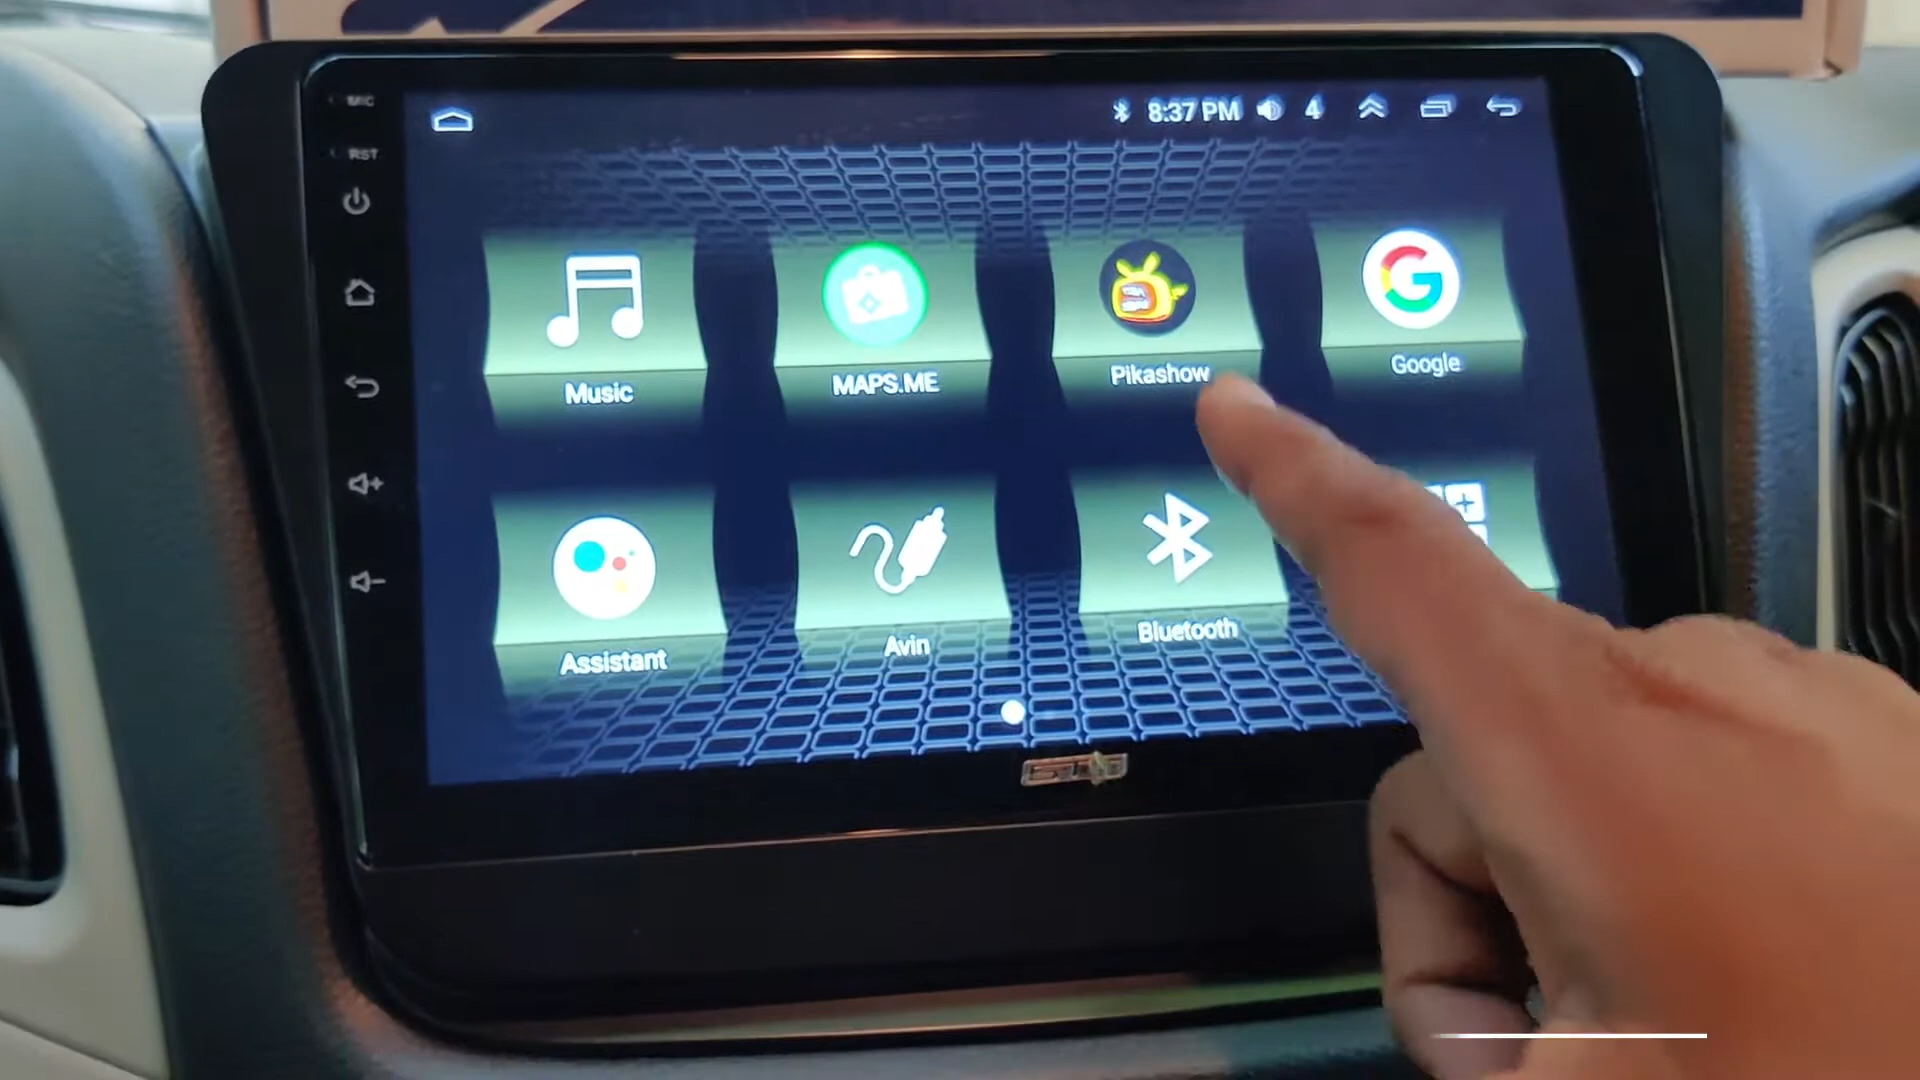 MIC
8:37 PM 4
RST
Music
MAPS.ME
Pikashow
Google
Assistant
Avin
Bluetooth